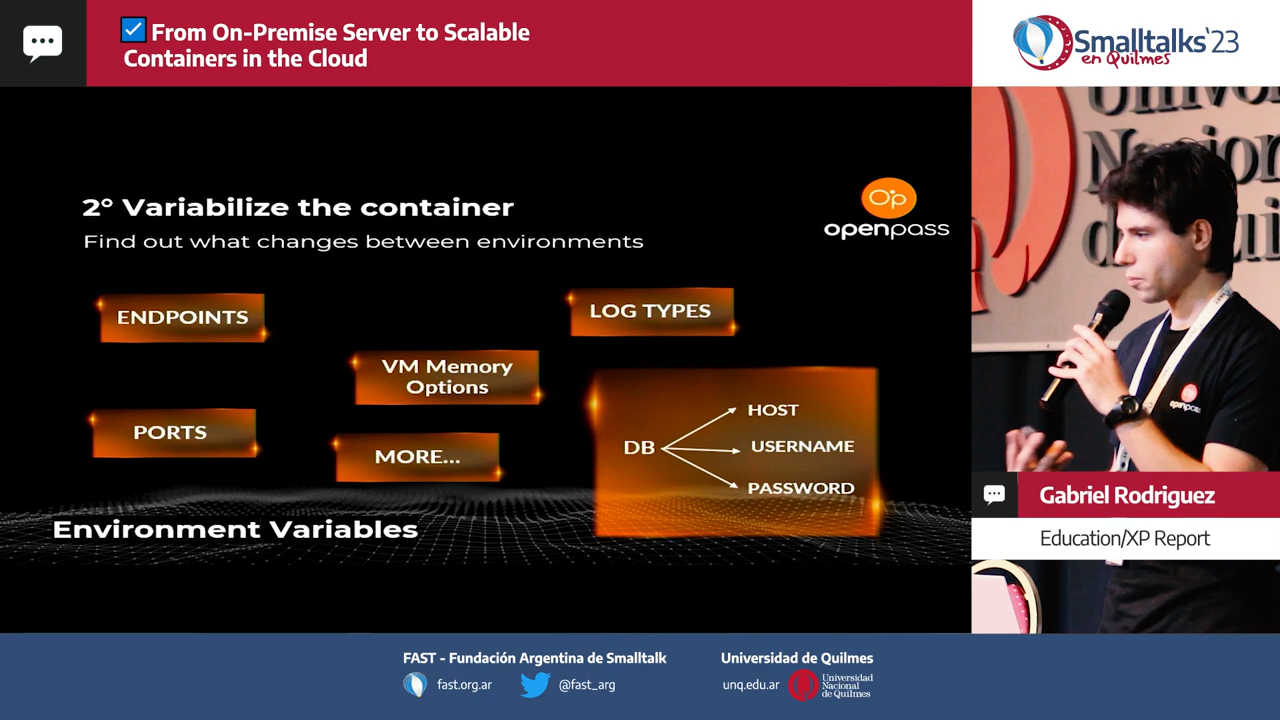 ☑ From On-Premise Server to Scalable
Containers in the Cloud
Smalltalks'23
en Quilmes
2° Variabilize the container
Find out what changes between environments
Op
openpass
ENDPOINTS
LOG TYPES
VM Memory
Options
PORTS
MORE...
DB
HOST
USERNAME
PASSWORD
Environment Variables
openpass
Gabriel Rodriguez
Education/XP Report
FAST - Fundación Argentina de Smalltalk
fast.org.ar
@fast_arg
Universidad de Quilmes
unq.edu.ar
Universidad
Nacional
de Quilmes